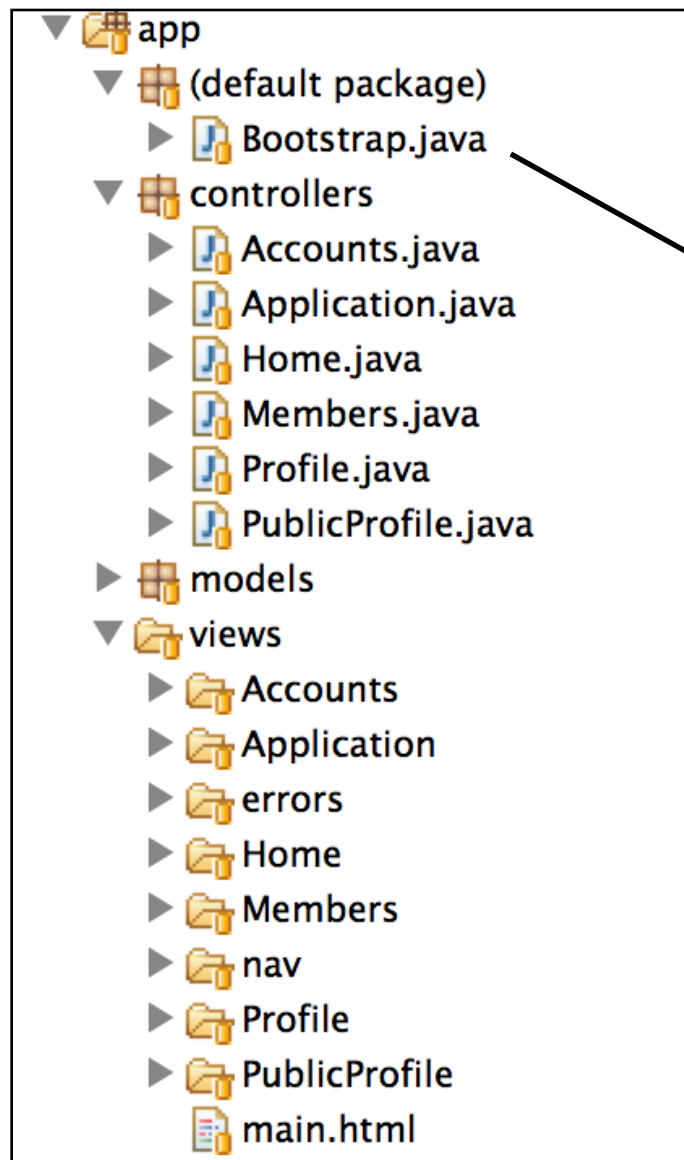 app
(default package)
Bootstrap.java
controllers
Accounts.java
Application.java
Home.java
Members.java
Profile.java
PublicProfile.java
models
views
Accounts
Application
errors
Home
Members
nav
Profile
PublicProfile
main.html